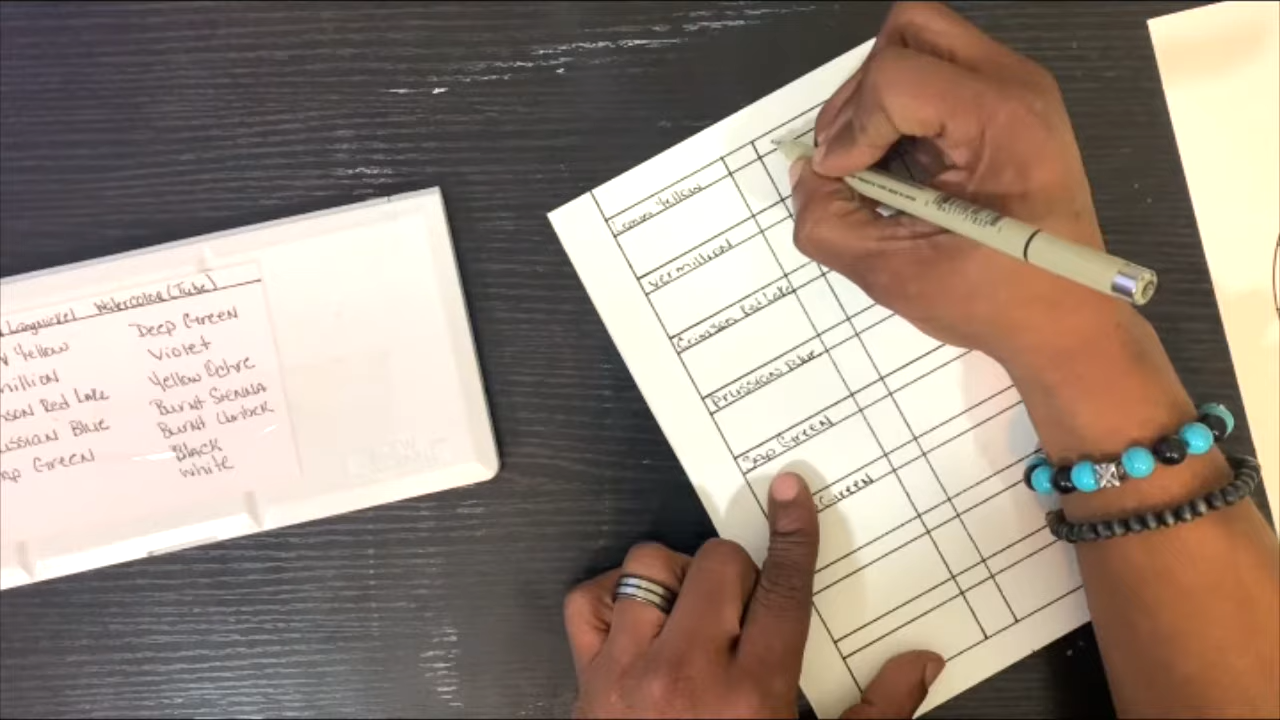 Langnickel Watercolor (Tube)
Yellow
Red Lake
Blue
Green
Deep Green
Violet
Yellow Ochre
Burnt Sienna
Burnt Umber
Black
White
Lemon Yellow
Vermillion
Crimson Red Lake
Prussian Blue
Sap Green
Green